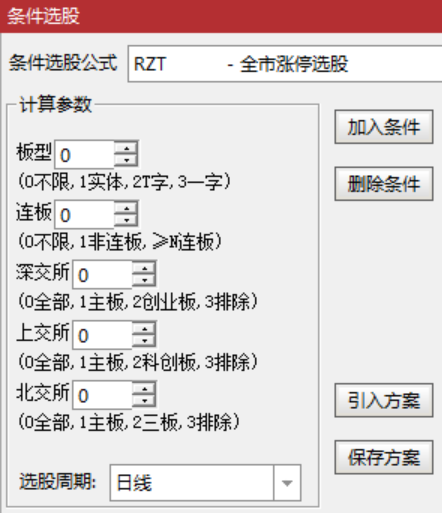 条件选股
条件选股公式 RZT - 全市涨停选股
计算参数
加入条件
板型 0
(0不限,1实体,2T字,3一字)
删除条件
连板 0
(0不限,1非连板,≥N连板)
深交所 0
(0全部,1主板,2创业板,3排除)
上交所 0
(0全部,1主板,2科创板,3排除)
北交所 0
引入方案
(0全部,1主板,2三板,3排除)
保存方案
选股周期: 日线